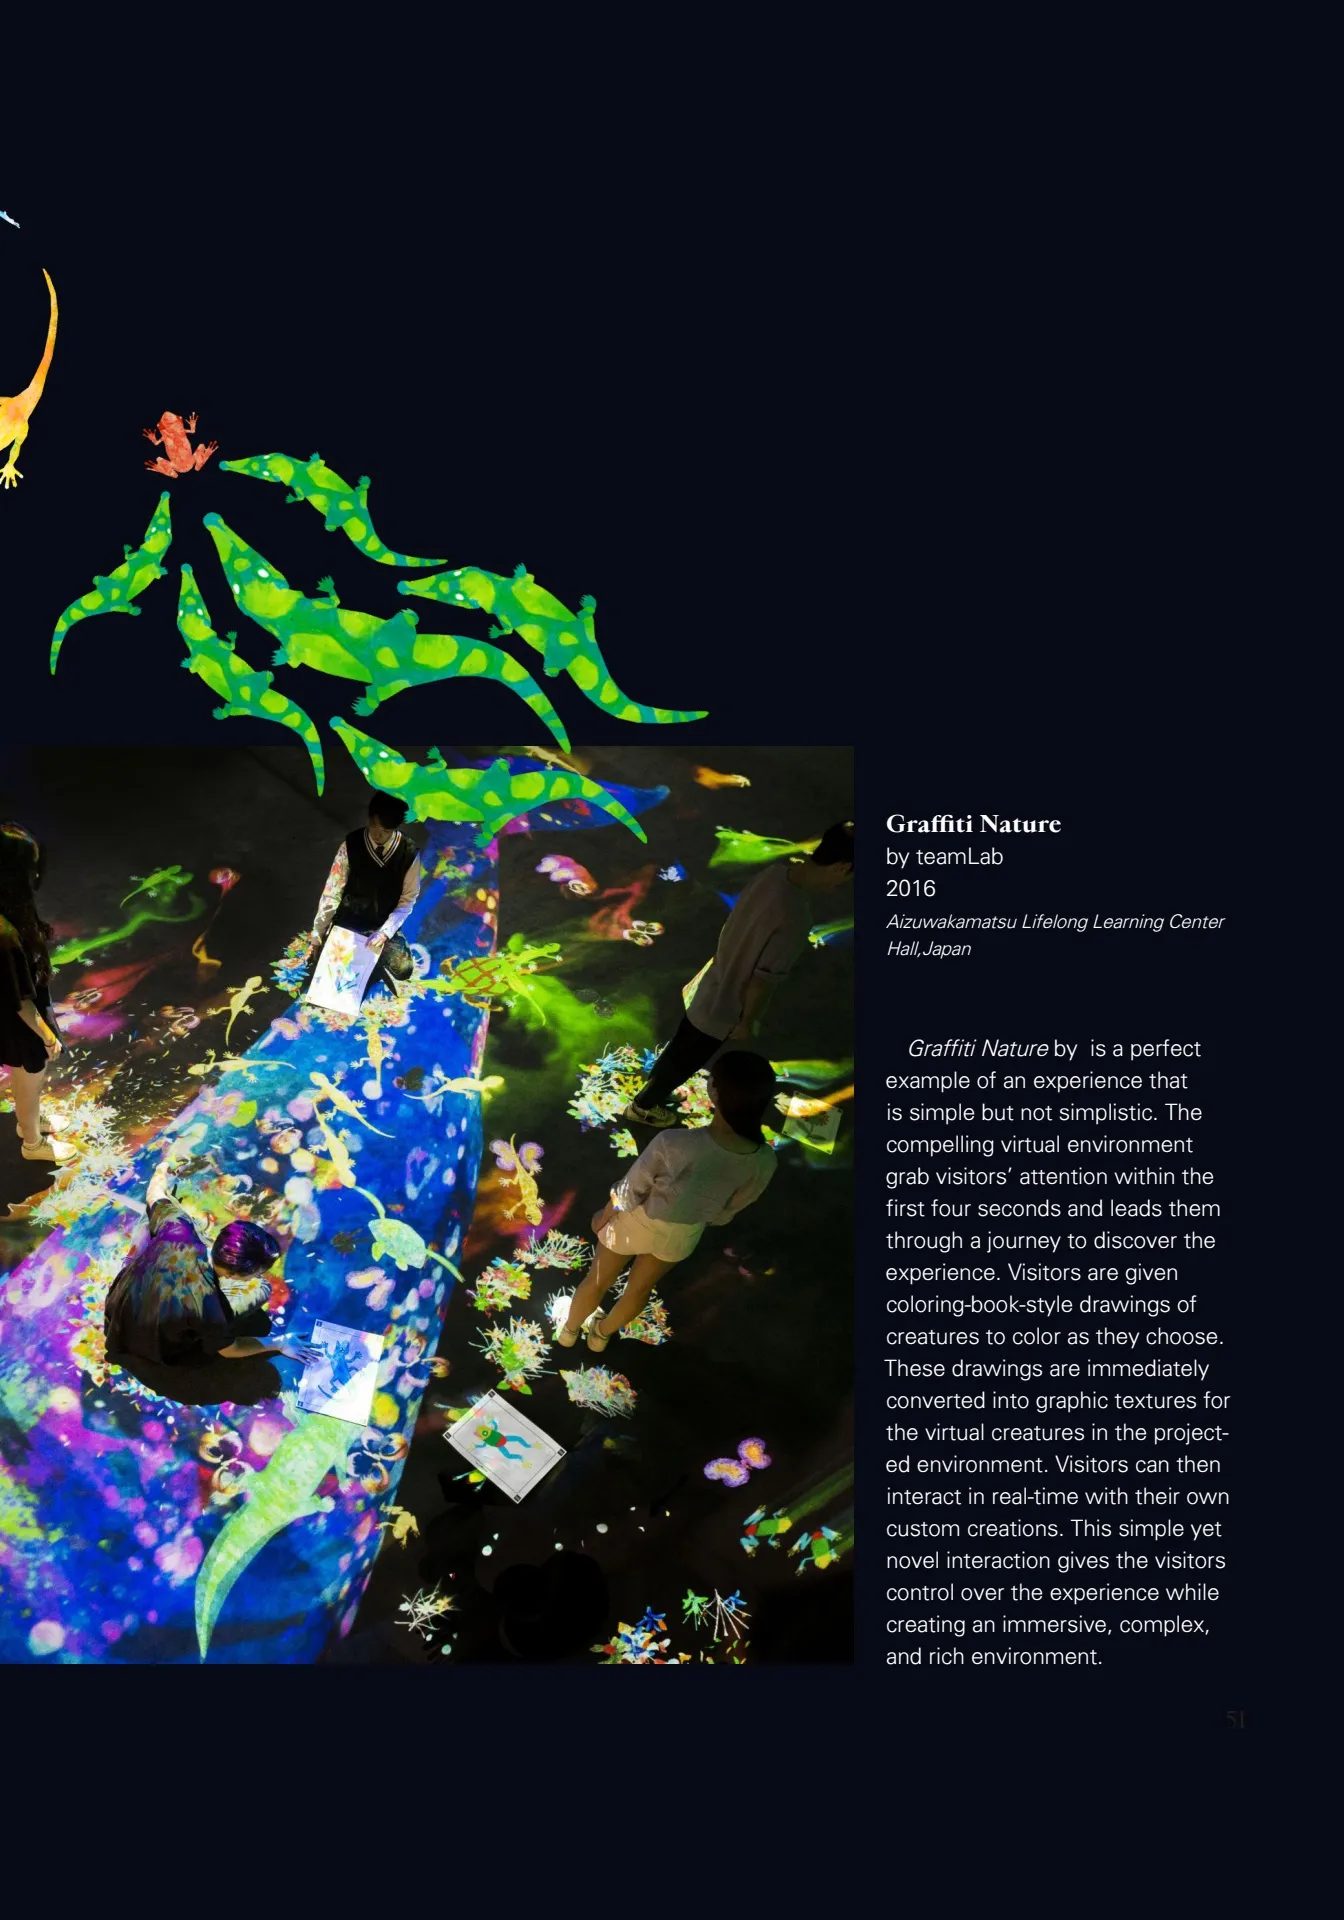 Graffiti Nature
by teamLab
2016
Aizuwakamatsu Lifelong Learning Center
Hall,Japan
Graffiti Nature by  is a perfect
example of an experience that
is simple but not simplistic. The
compelling virtual environment
grab visitors’ attention within the
first four seconds and leads them
through a journey to discover the
experience. Visitors are given
coloring-book-style drawings of
creatures to color as they choose.
These drawings are immediately
converted into graphic textures for
the virtual creatures in the project-
ed environment. Visitors can then
interact in real-time with their own
custom creations. This simple yet
novel interaction gives the visitors
control over the experience while
creating an immersive, complex,
and rich environment.
51